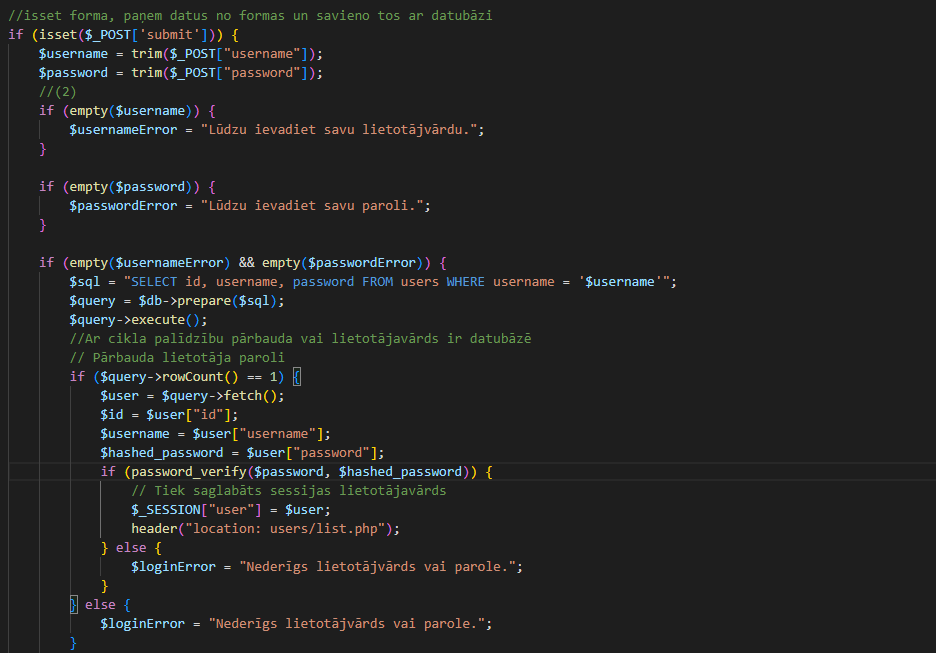 //isset forma, paņem datus no formas un savieno tos ar datubāzi
if (isset($_POST['submit'])) {
    $username = trim($_POST["username"]);
    $password = trim($_POST["password"]);
    //(2)
    if (empty($username)) {
        $usernameError = "Lūdzu ievadiet savu lietotājvārdu.";
    }

    if (empty($password)) {
        $passwordError = "Lūdzu ievadiet savu paroli.";
    }

    if (empty($usernameError) && empty($passwordError)) {
        $sql = "SELECT id, username, password FROM users WHERE username = '$username'";
        $query = $db->prepare($sql);
        $query->execute();
        //Ar cikla palīdzību pārbauda vai lietotājavārds ir datubāzē
        // Pārbauda lietotāja paroli
        if ($query->rowCount() == 1) {
            $user = $query->fetch();
            $id = $user["id"];
            $username = $user["username"];
            $hashed_password = $user["password"];
            if (password_verify($password, $hashed_password)) {
                // Tiek saglabāts sessijas lietotājavārds
                $_SESSION["user"] = $user;
                header("location: users/list.php");
            } else {
                $loginError = "Nederīgs lietotājvārds vai parole.";
            }
        } else {
            $loginError = "Nederīgs lietotājvārds vai parole.";
        }